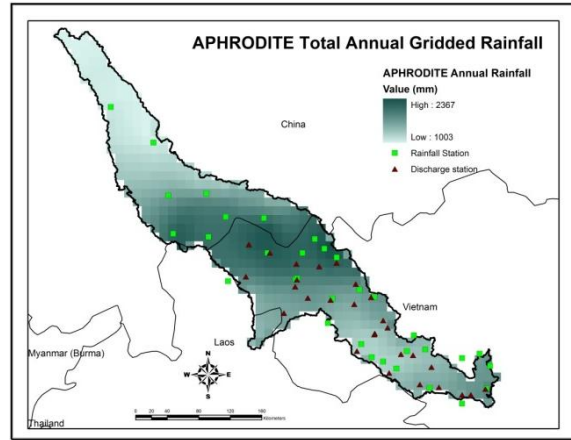 APHRODITE Total Annual Gridded Rainfall
APHRODITE Annual Rainfall
Value (mm)
High : 2367
Low : 1003
Rainfall Station
Discharge station
China
Vietnam
Laos
Myanmar (Burma)
Thailand
N
W E
S
0 20 40 80 120 160
Kilometers